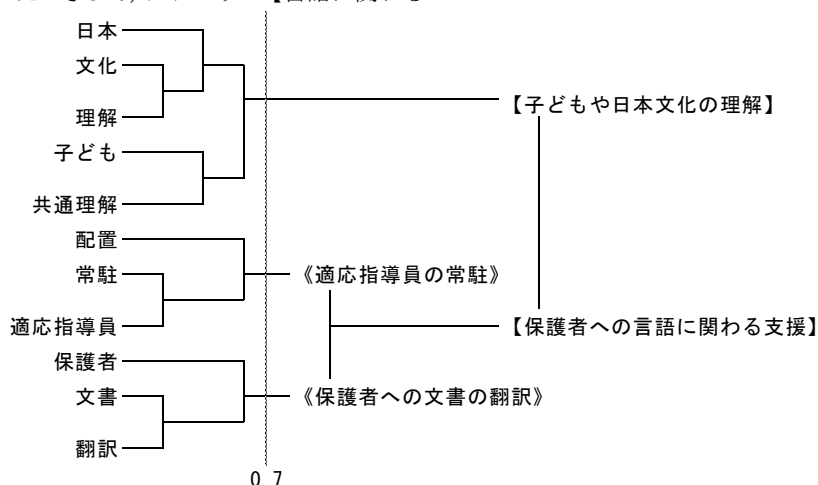 日本
文化
理解
子ども
共通理解
配置
常駐
適応指導員
保護者
文書
翻訳
0 7
《適応指導員の常駐》
《保護者への文書の翻訳》
【子どもや日本文化の理解】
【保護者への言語に関わる支援】